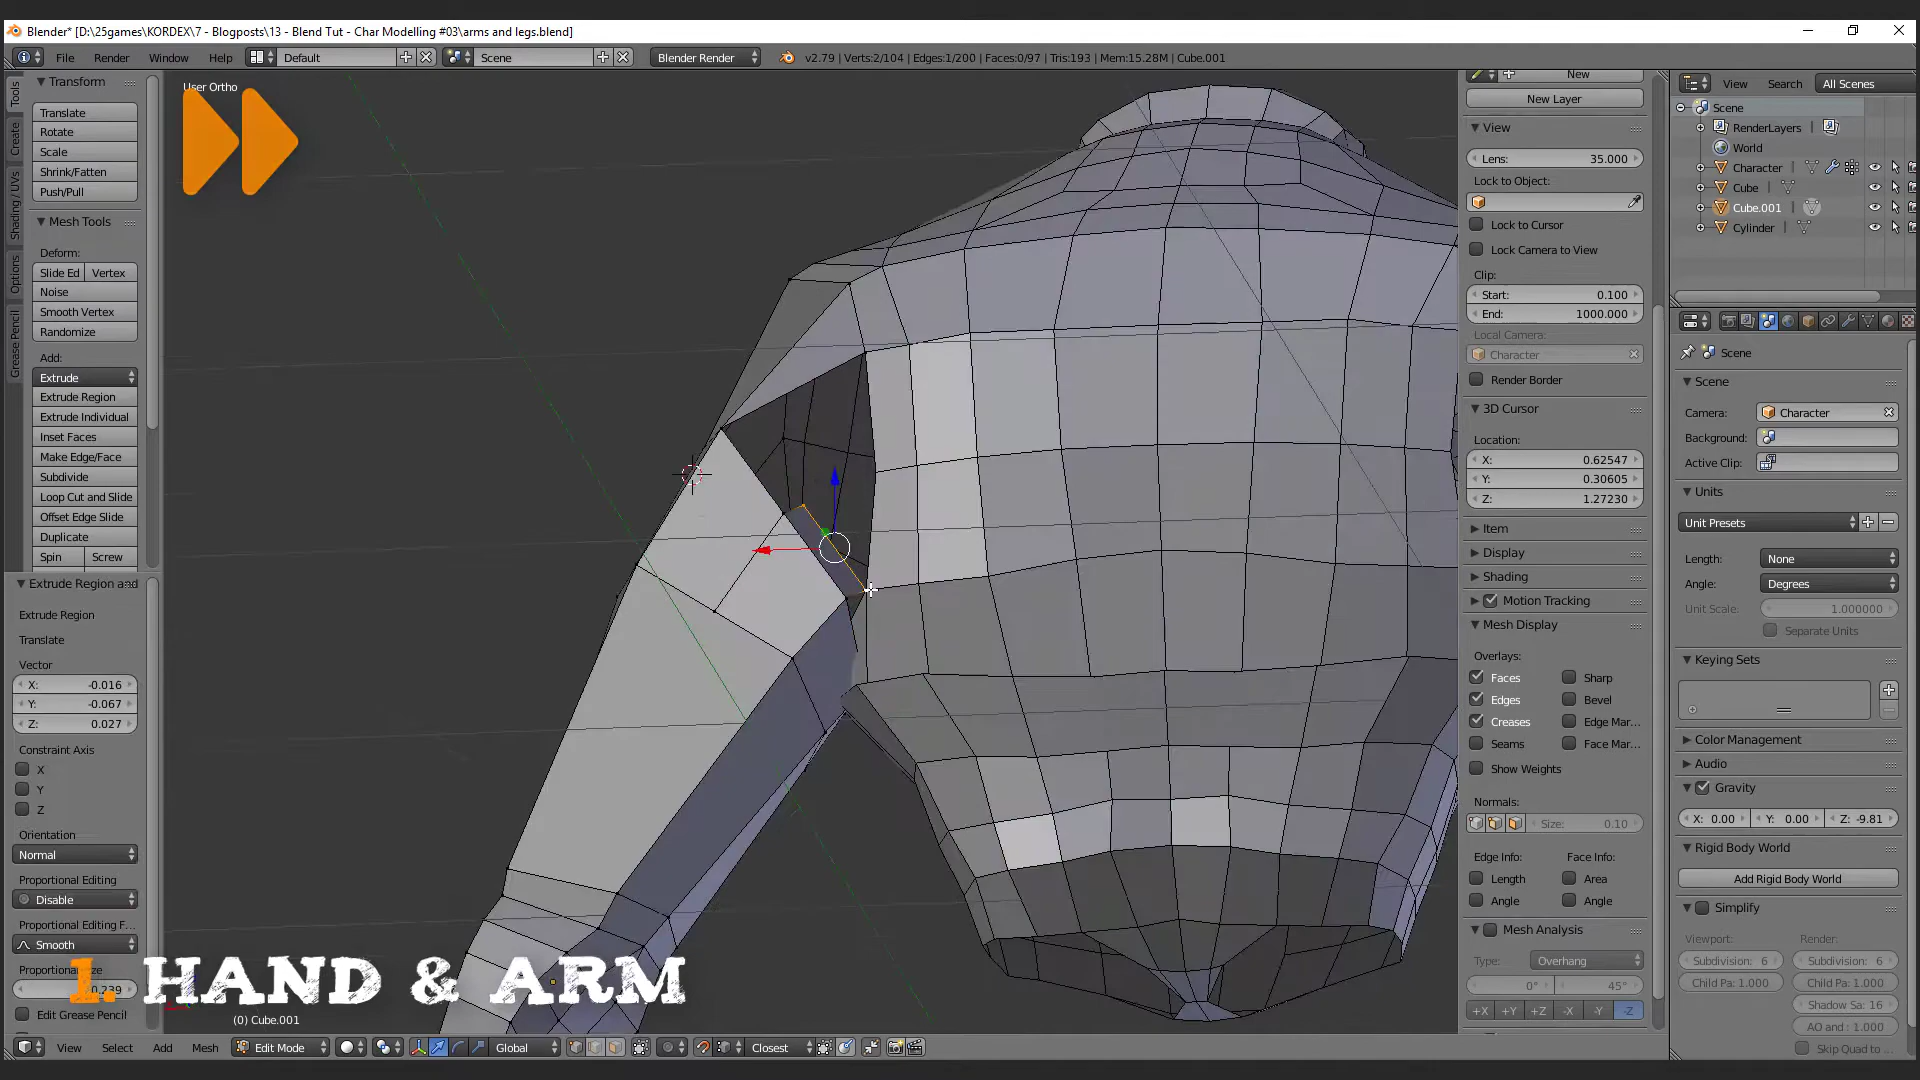 Blender* [D:\25games\KORDEX\7 - Blogposts\13 - Blend Tut - Char Modelling #03\arms and legs.blend]
File Render Window Help Default Scene Blender Render v2.79 | Verts:2/104 | Edges:1/200 | Faces:0/97 | Tris:193 | Mem:15.28M | Cube.001
Tools
Create
Shading / UVs
Options
Grease Pencil
Transform
Translate
Rotate
Scale
Shrink/Fatten
Push/Pull
Mesh Tools
Deform:
Slide Ed Vertex
Noise
Smooth Vertex
Randomize
Add:
Extrude
Extrude Region
Extrude Individual
Inset Faces
Make Edge/Face
Subdivide
Loop Cut and Slide
Offset Edge Slide
Duplicate
Spin Screw
Extrude Region and
Extrude Region
Translate
Vector
X: -0.016
Y: -0.067
Z: 0.027
Constraint Axis
X
Y
Z
Orientation
Normal
Proportional Editing
Disable
Proportional Editing F...
Smooth
Proportional Size
0.239
Edit Grease Pencil
User Ortho
1. HAND & ARM
(0) Cube.001
View Select Add Mesh Edit Mode Global Closest
New
New Layer
View
Lens: 35.000
Lock to Object:
Lock to Cursor
Lock Camera to View
Clip:
Start: 0.100
End: 1000.000
Local Camera:
Character
Render Border
3D Cursor
Location:
X: 0.62547
Y: 0.30605
Z: 1.27230
Item
Display
Shading
Motion Tracking
Mesh Display
Overlays:
Faces Sharp
Edges Bevel
Creases Edge Mar...
Seams Face Mar...
Show Weights
Normals:
Size: 0.10
Edge Info: Face Info:
Length Area
Angle Angle
Mesh Analysis
Type: Overhang
0° 45°
+X +Y +Z -X -Y -Z
View Search All Scenes
Scene
RenderLayers |
World
Character |
Cube |
Cube.001 |
Cylinder |
Scene
Scene
Camera: Character
Background:
Active Clip:
Units
Unit Presets
Length: None
Angle: Degrees
Unit Scale: 1.000000
Separate Units
Keying Sets
Color Management
Audio
Gravity
X: 0.00 Y: 0.00 Z: -9.81
Rigid Body World
Add Rigid Body World
Simplify
Viewport: Render:
Subdivision: 6 Subdivision: 6
Child Pa: 1.000 Child Pa: 1.000
Shadow Sa: 16
AO and : 1.000
Skip Quad to ...